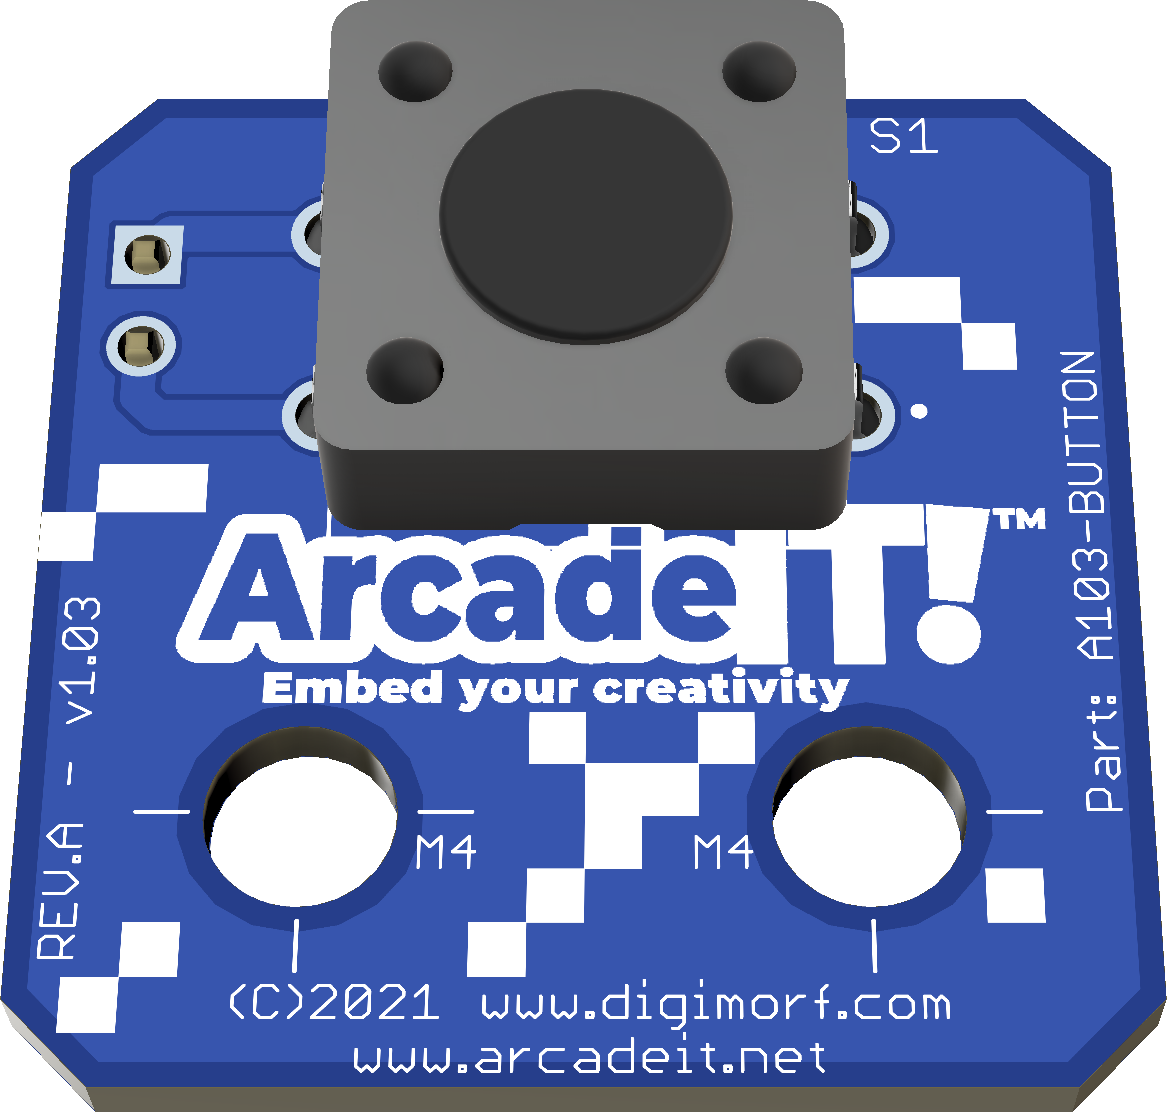 S1
Part: A103-BUTTON
ArcadeIT!™
Embed your creativity
REV.A - v1.03
M4
M4
(C)2021 www.digimorf.com
www.arcadeit.net